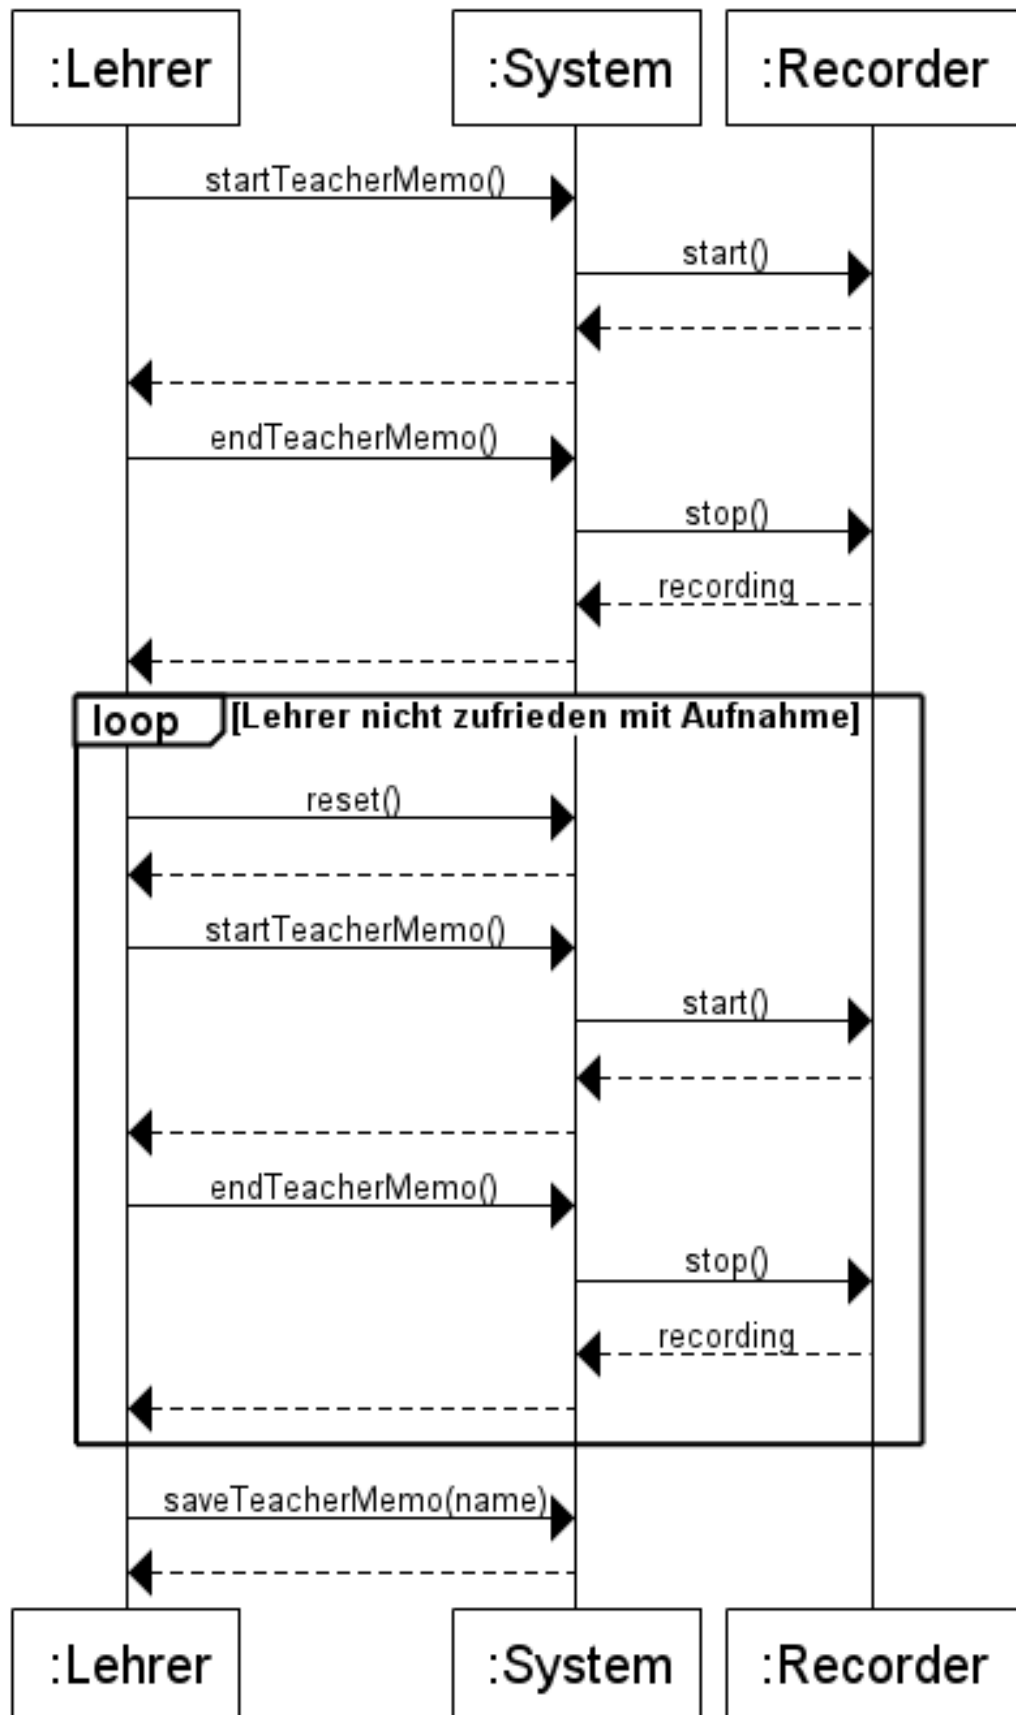 :Lehrer :System :Recorder
startTeacherMemo()
start()
endTeacherMemo()
stop()
recording
loop [Lehrer nicht zufrieden mit Aufnahme]
reset()
startTeacherMemo()
start()
endTeacherMemo()
stop()
recording
saveTeacherMemo(name)
:Lehrer :System :Recorder